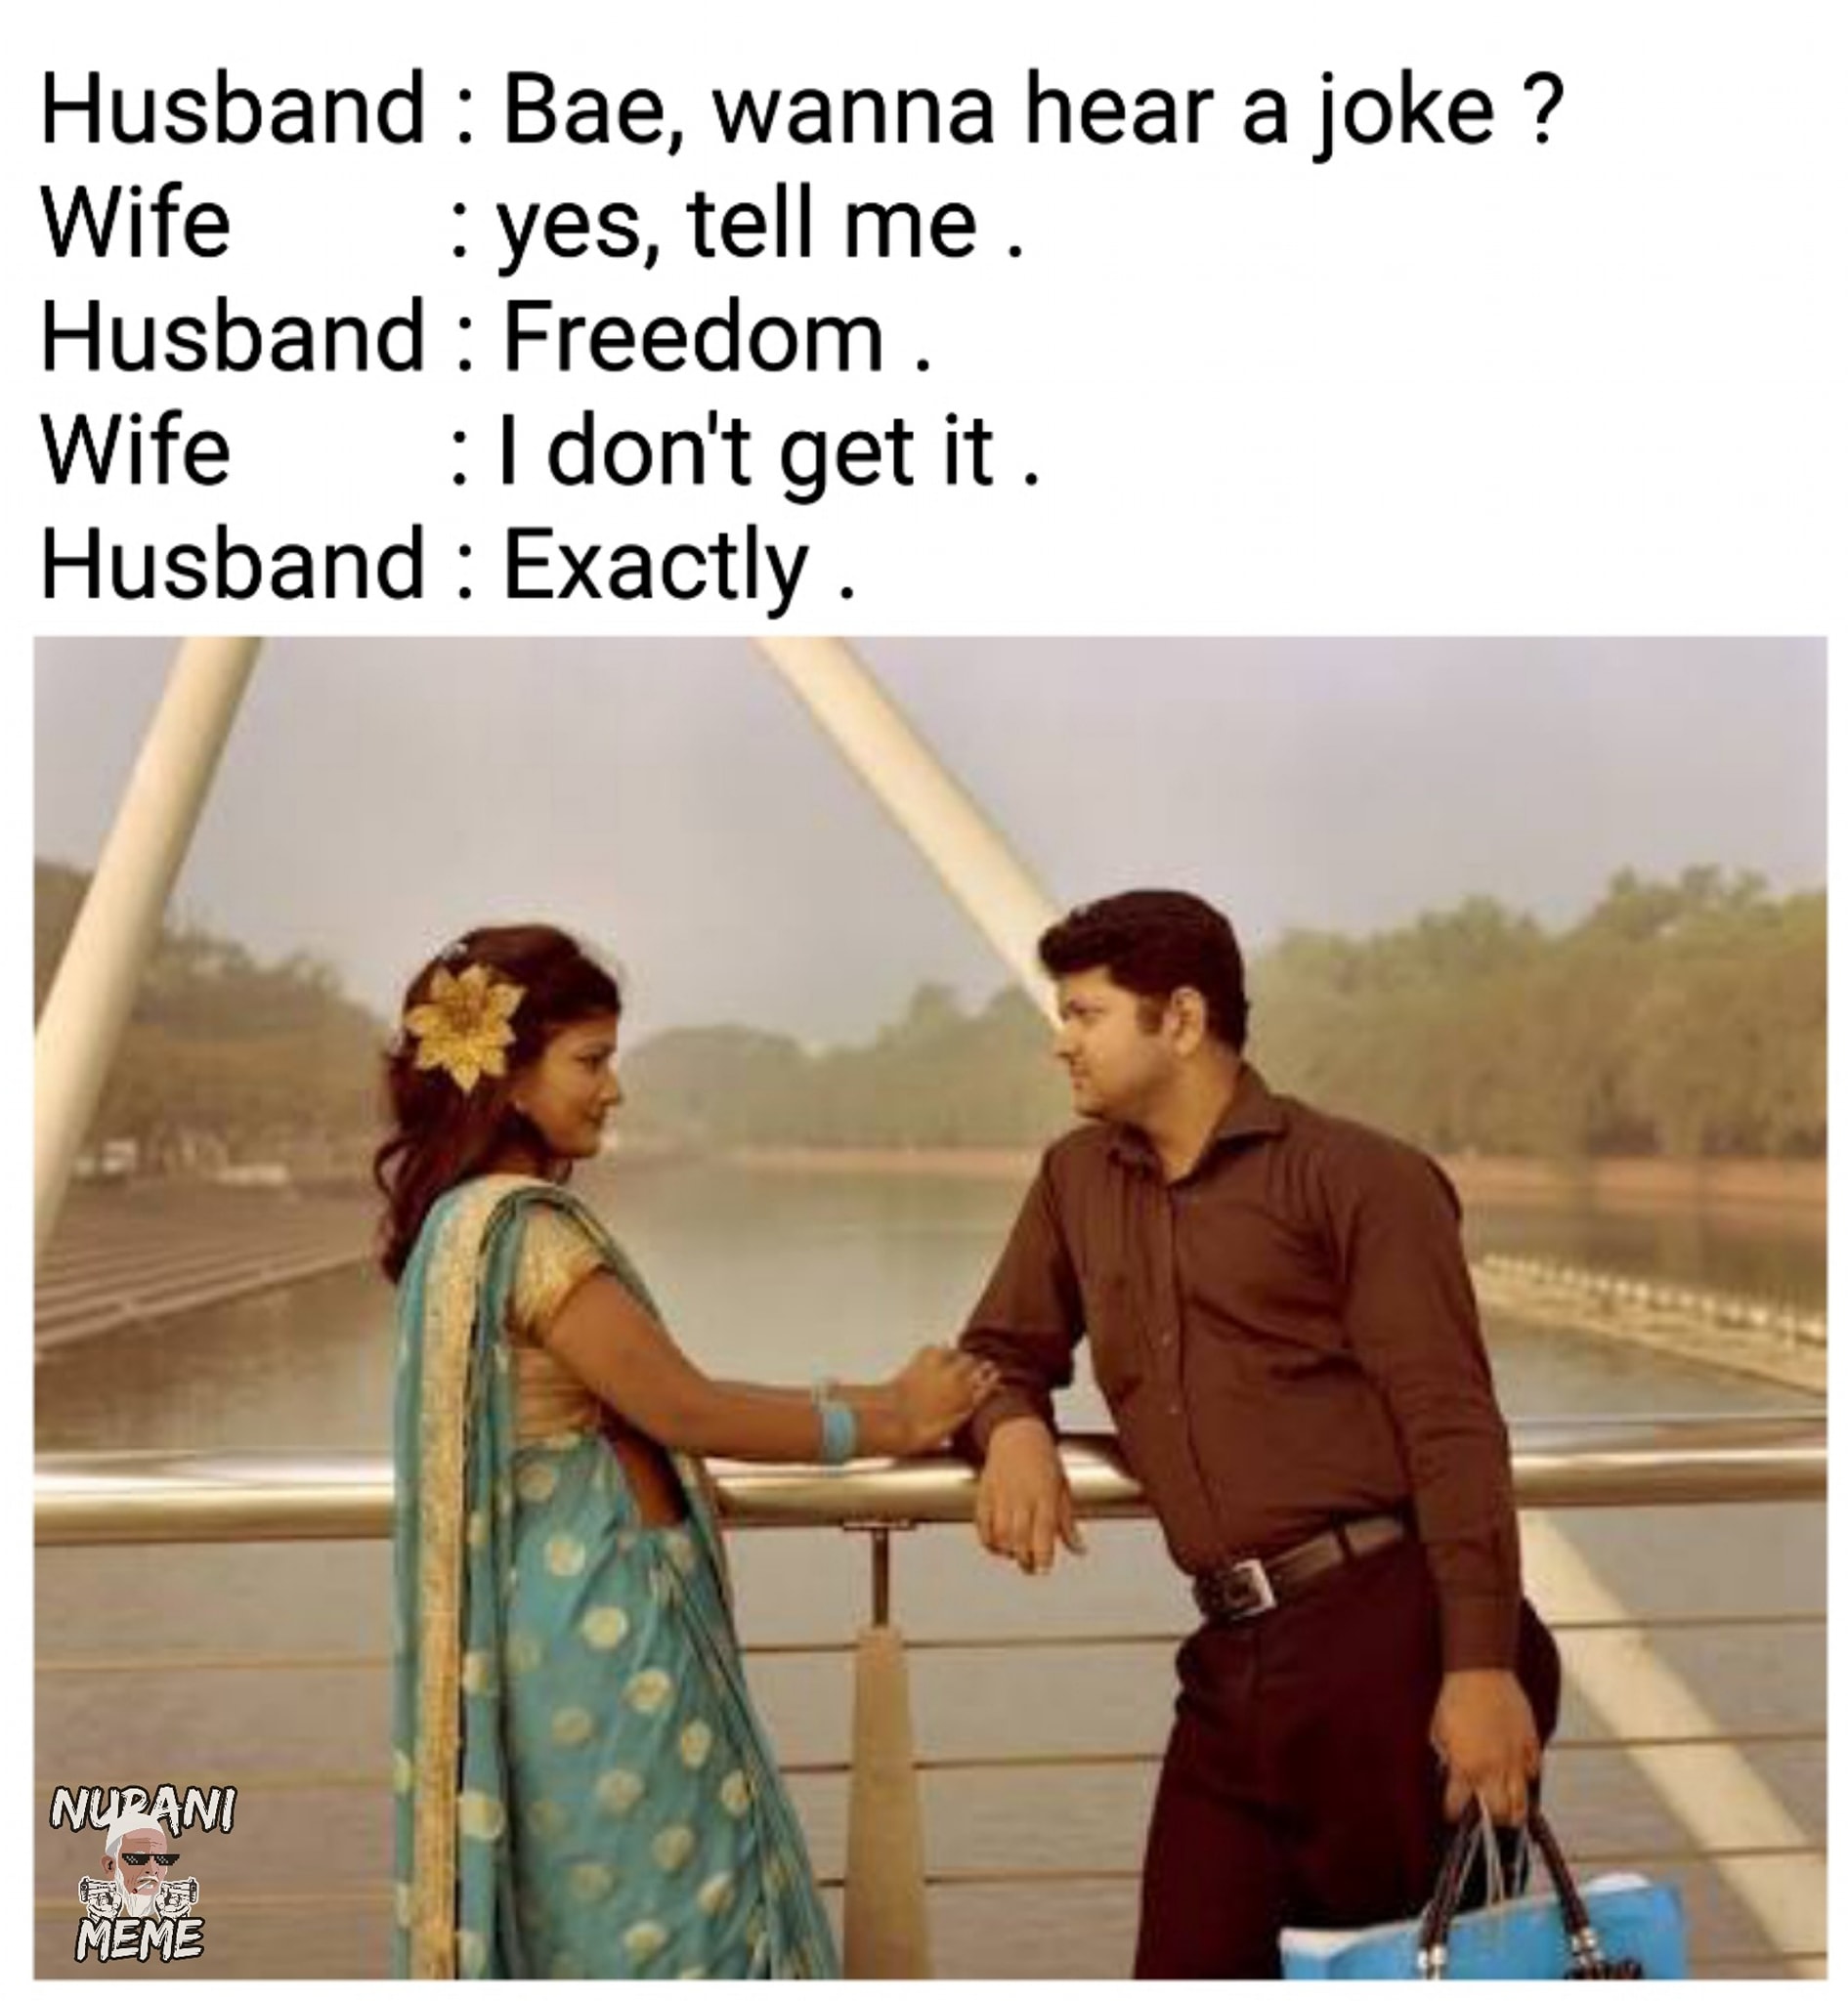 Husband : Bae, wanna hear a joke ?
Wife : yes, tell me .
Husband : Freedom .
Wife : I don't get it .
Husband : Exactly .
NURANI
MEME